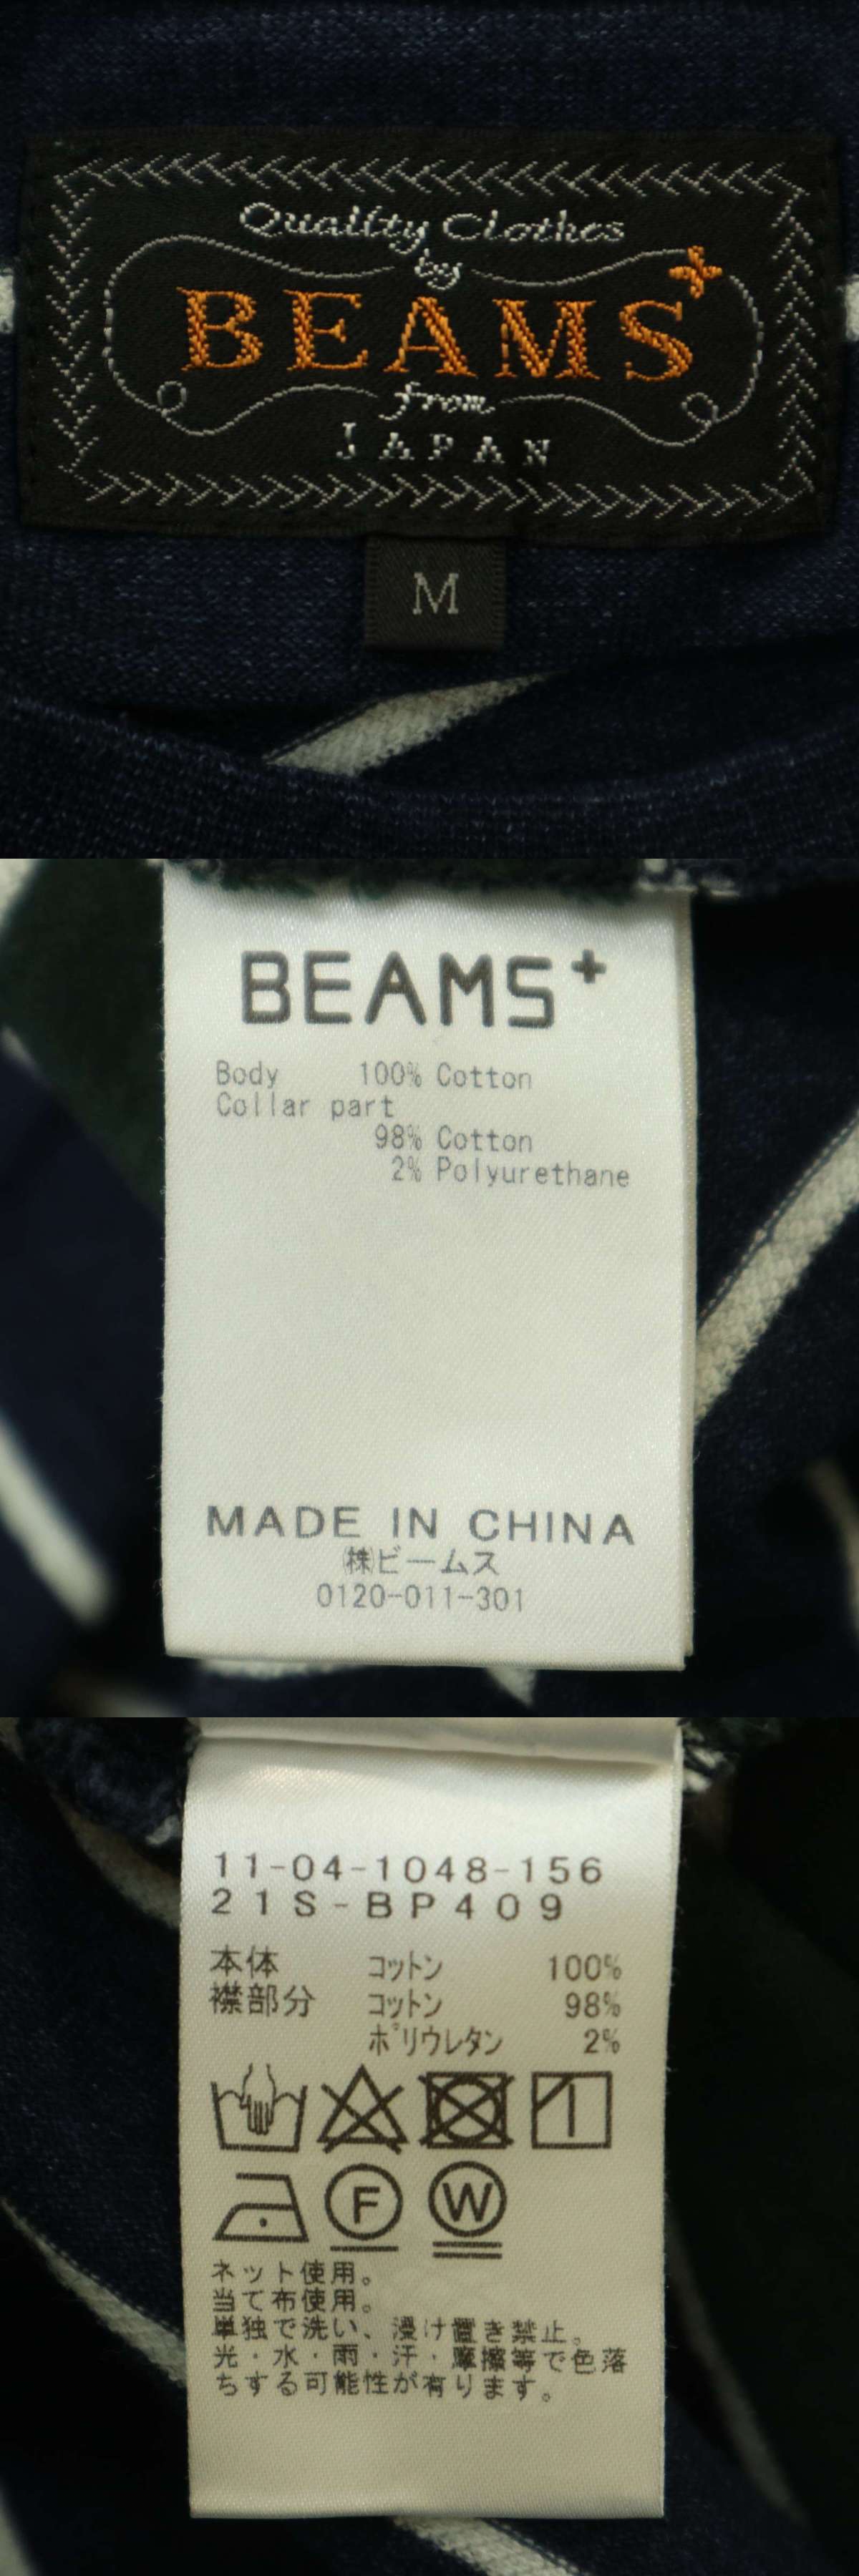 Quality Clothes
by
BEAMS+
from
JAPAN
M
BEAMS+
Body 100% Cotton
Collar part
98% Cotton
2% Polyurethane
MADE IN CHINA
㈱ビームス
0120-011-301
11-04-1048-156
21S-BP409
本体 コットン 100%
襟部分 コットン 98%
ポリウレタン 2%
F W
ネット使用。
当て布使用。
単独で洗い、浸け置き禁止。
光・水・雨・汗・摩擦等で色落
ちする可能性が有ります。